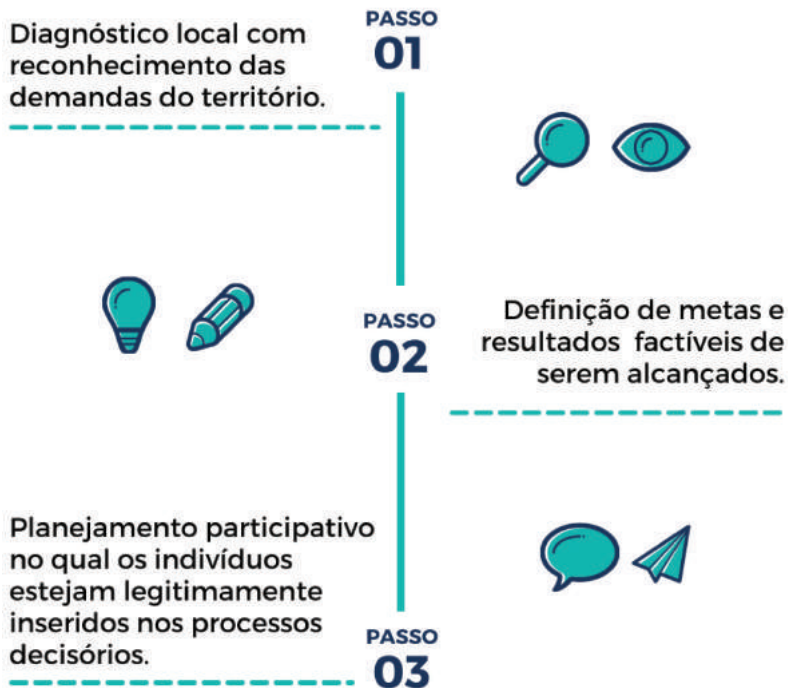 PASSO
01
Diagnóstico local com
reconhecimento das
demandas do território.
PASSO
02
Definição de metas e
resultados factíveis de
serem alcançados.
PASSO
03
Planejamento participativo
no qual os indivíduos
estejam legitimamente
inseridos nos processos
decisórios.